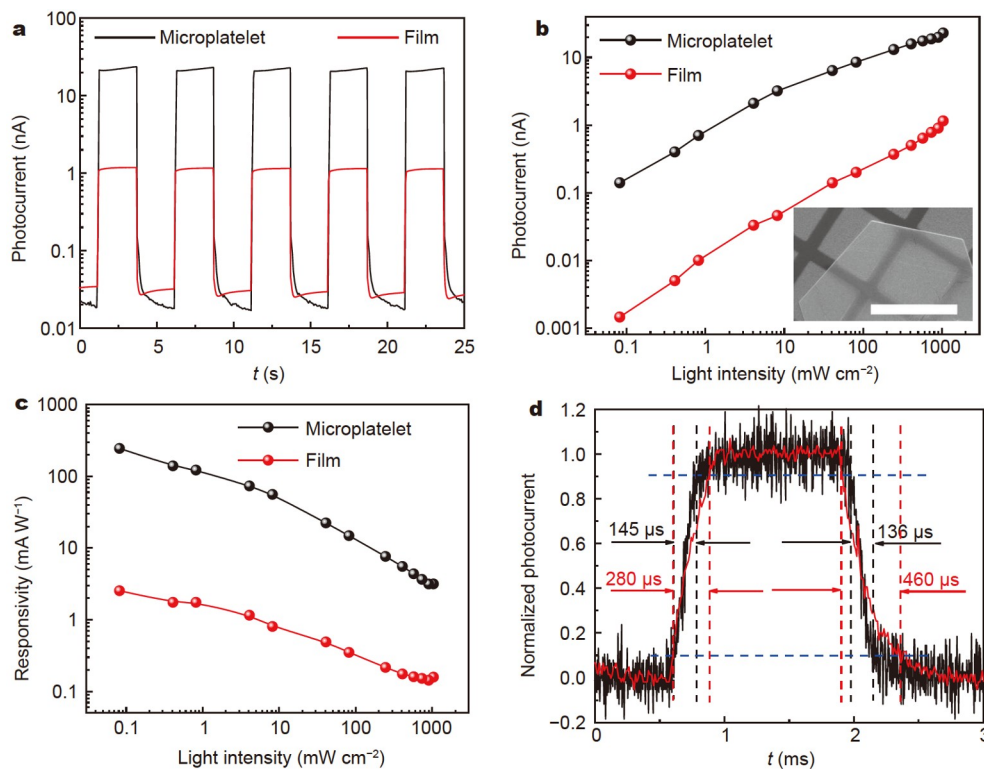 a
Microplatelet
Film
100
10
1
0.1
0.01
Photocurrent (nA)
0 5 10 15 20 25
t (s)
b
Microplatelet
Film
10
1
0.1
0.01
0.001
Photocurrent (nA)
0.1 1 10 100 1000
Light intensity (mW cm⁻²)
c
Microplatelet
Film
1000
100
10
1
0.1
Responsivity (mA W⁻¹)
0.1 1 10 100 1000
Light intensity (mW cm⁻²)
d
1.2
1.0
0.8
0.6
0.4
0.2
0.0
−0.2
Normalized photocurrent
145 µs
136 µs
280 µs
460 µs
0 1 2 3
t (ms)